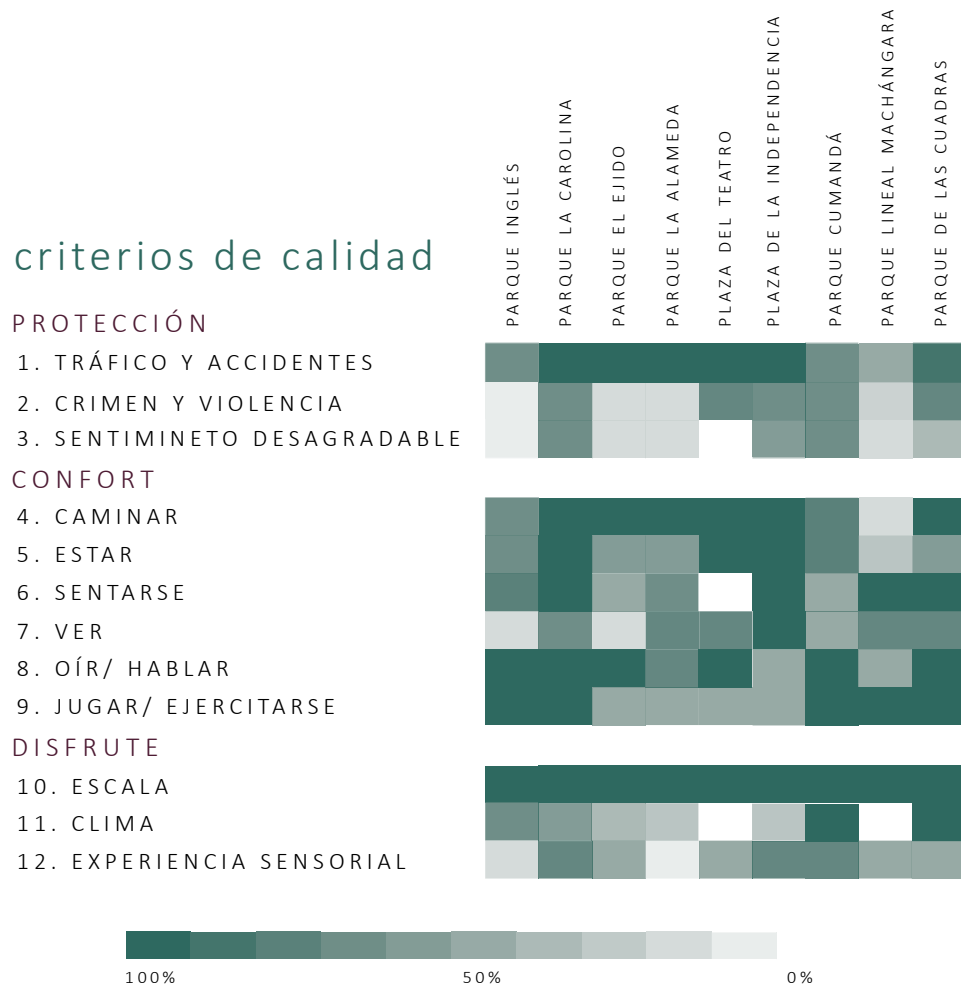 PARQUE INGLÉS
PARQUE LA CAROLINA
PARQUE EL EJIDO
PARQUE LA ALAMEDA
PLAZA DEL TEATRO
PLAZA DE LA INDEPENDENCIA
PARQUE CUMANDÁ
PARQUE LINEAL MACHÁNGARA
PARQUE DE LAS CUADRAS
criterios de calidad
PROTECCIÓN
1. TRÁFICO Y ACCIDENTES
2. CRIMEN Y VIOLENCIA
3. SENTIMINETO DESAGRADABLE
CONFORT
4. CAMINAR
5. ESTAR
6. SENTARSE
7. VER
8. OÍR/ HABLAR
9. JUGAR/ EJERCITARSE
DISFRUTE
10. ESCALA
11. CLIMA
12. EXPERIENCIA SENSORIAL
100% 50% 0%